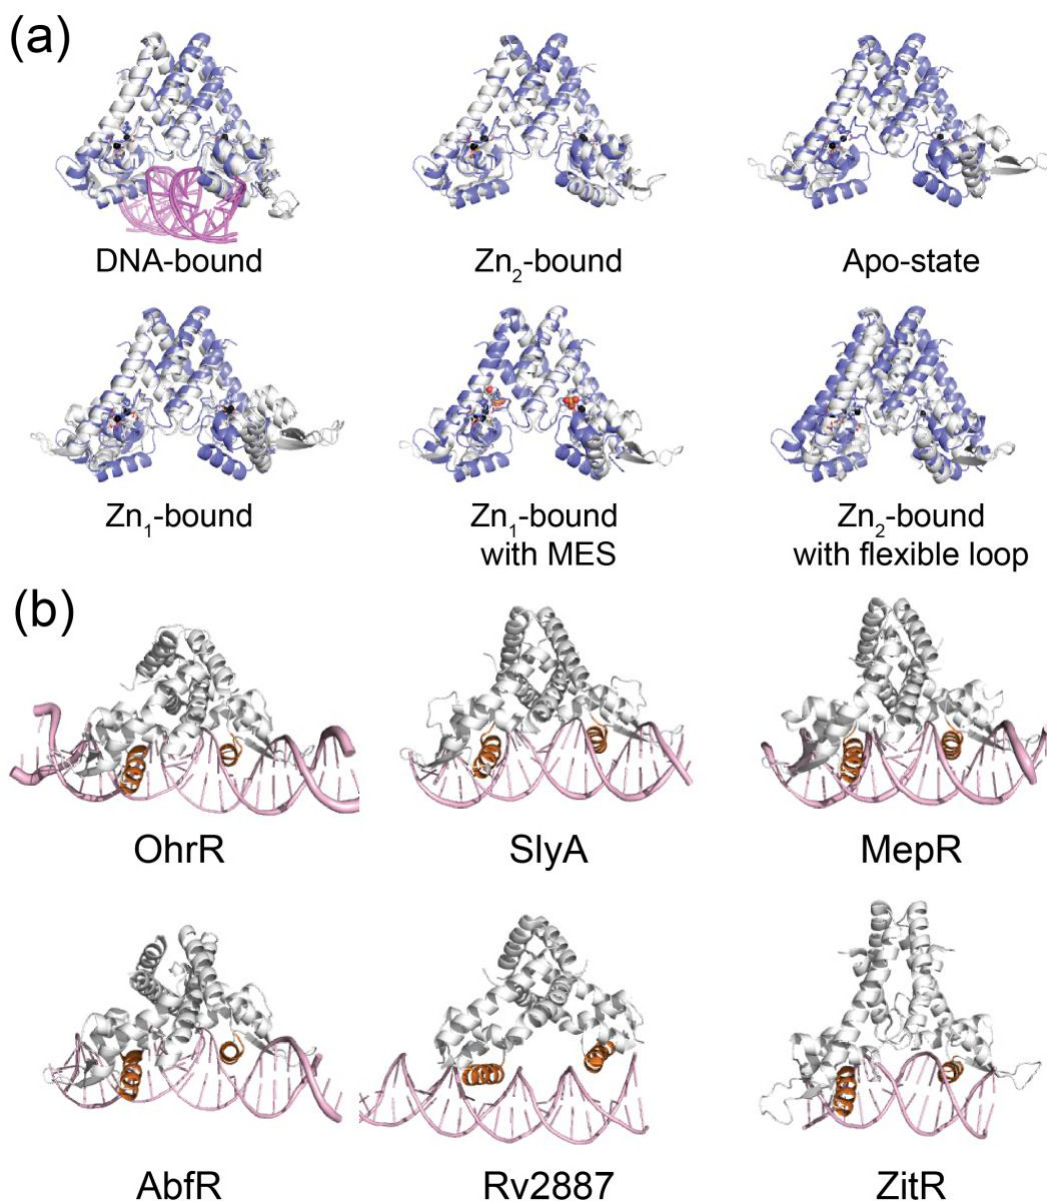 (a)
DNA-bound
Zn₂-bound
Apo-state
Zn₁-bound
Zn₁-bound
with MES
Zn₂-bound
with flexible loop
(b)
OhrR
SlyA
MepR
AbfR
Rv2887
ZitR